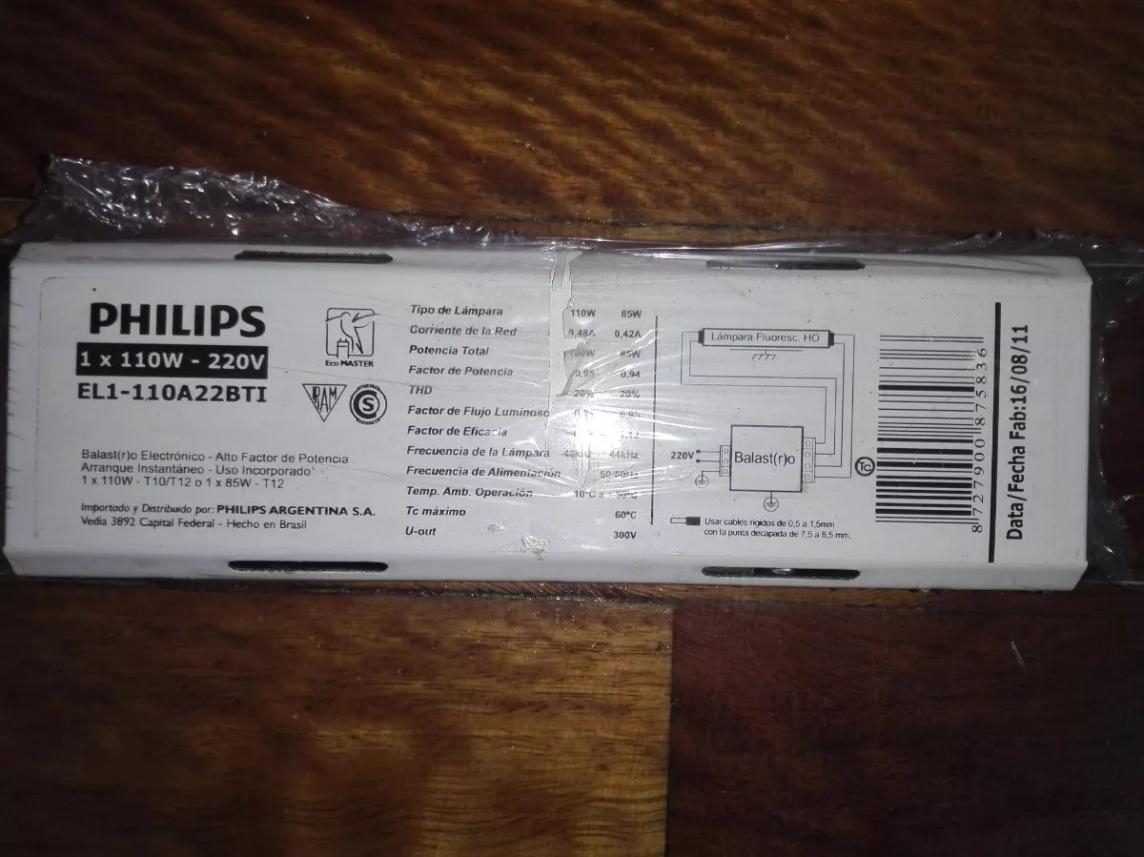 PHILIPS
1 x 110W - 220V
EL1-110A22BTI
Eco MASTER
IRAM
S
Balast(r)o Electrónico - Alto Factor de Potencia
Arranque Instantáneo - Uso Incorporado
1 x 110W - T10/T12 o 1 x 85W - T12
Importado y Distribuido por: PHILIPS ARGENTINA S.A.
Vedia 3892 Capital Federal - Hecho en Brasil
Tipo de Lámpara 110W 85W
Corriente de la Red 0,48A 0,42A
Potencia Total 85W
Factor de Potencia 0,95 0,94
THD 20% 20%
Factor de Flujo Luminoso
Factor de Eficacia
Frecuencia de la Lámpara 44kHz
Frecuencia de Alimentación 50-60Hz
Temp. Amb. Operación
Tc máximo 60°C
U-out 300V
Lámpara Fluoresc. HO
220V
Balast(r)o
TC
Usar cables rígidos de 0,5 a 1,5mm
con la punta decapada de 7,5 a 8,5 mm.
8727900875836
Data/Fecha Fab:16/08/11